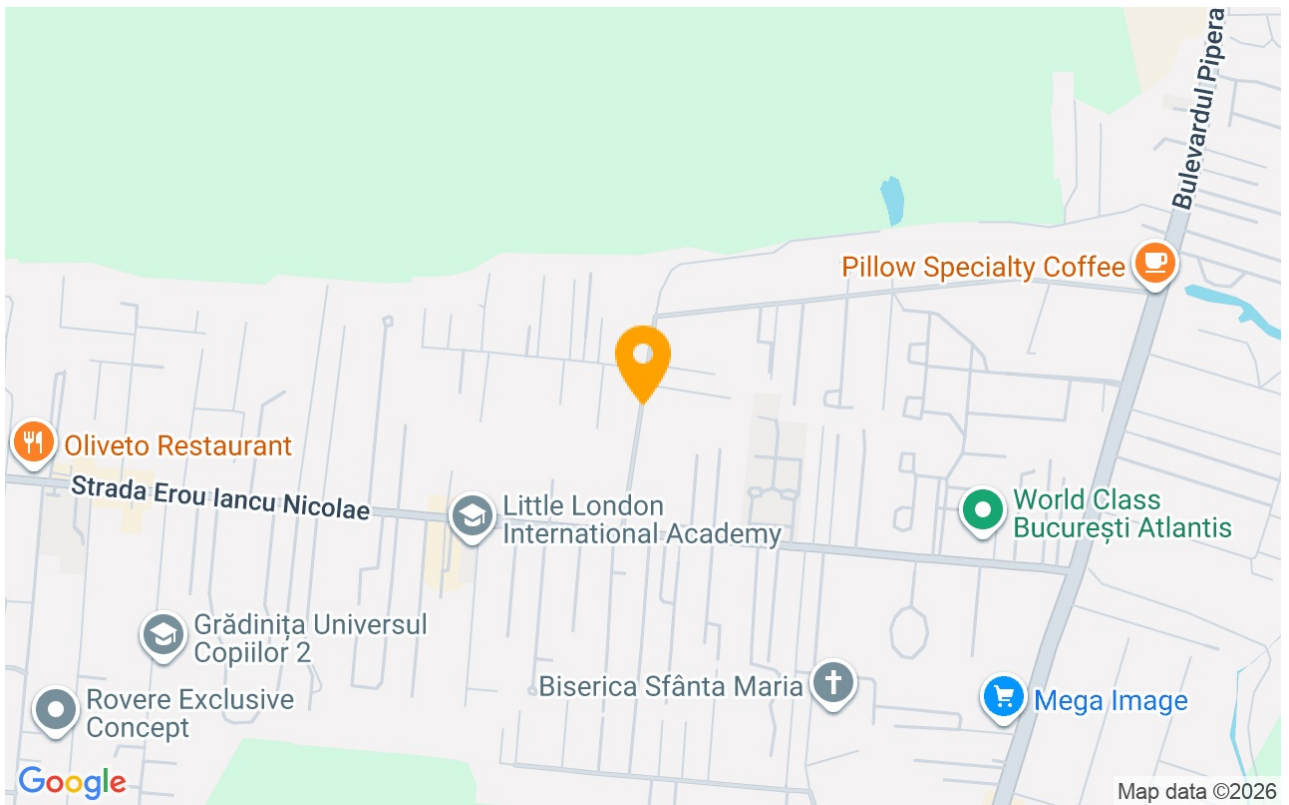 Bulevardul Pipera
Pillow Specialty Coffee
Oliveto Restaurant
Strada Erou Iancu Nicolae
Little London
International Academy
World Class
București Atlantis
Grădinița Universul
Copiilor 2
Biserica Sfânta Maria
Rovere Exclusive
Concept
Mega Image
Google
Map data ©2026